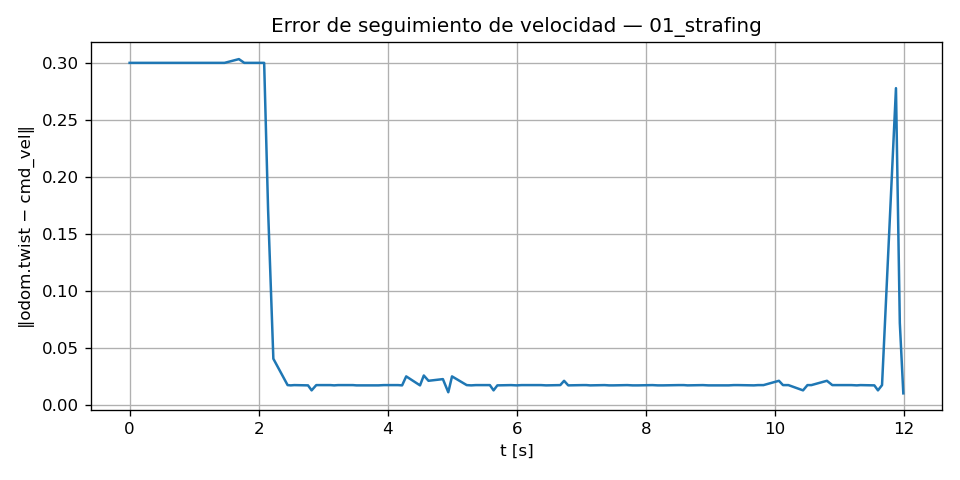 Error de seguimiento de velocidad — 01_strafing
‖odom.twist − cmd_vel‖
0.30
0.25
0.20
0.15
0.10
0.05
0.00
0 2 4 6 8 10 12
t [s]